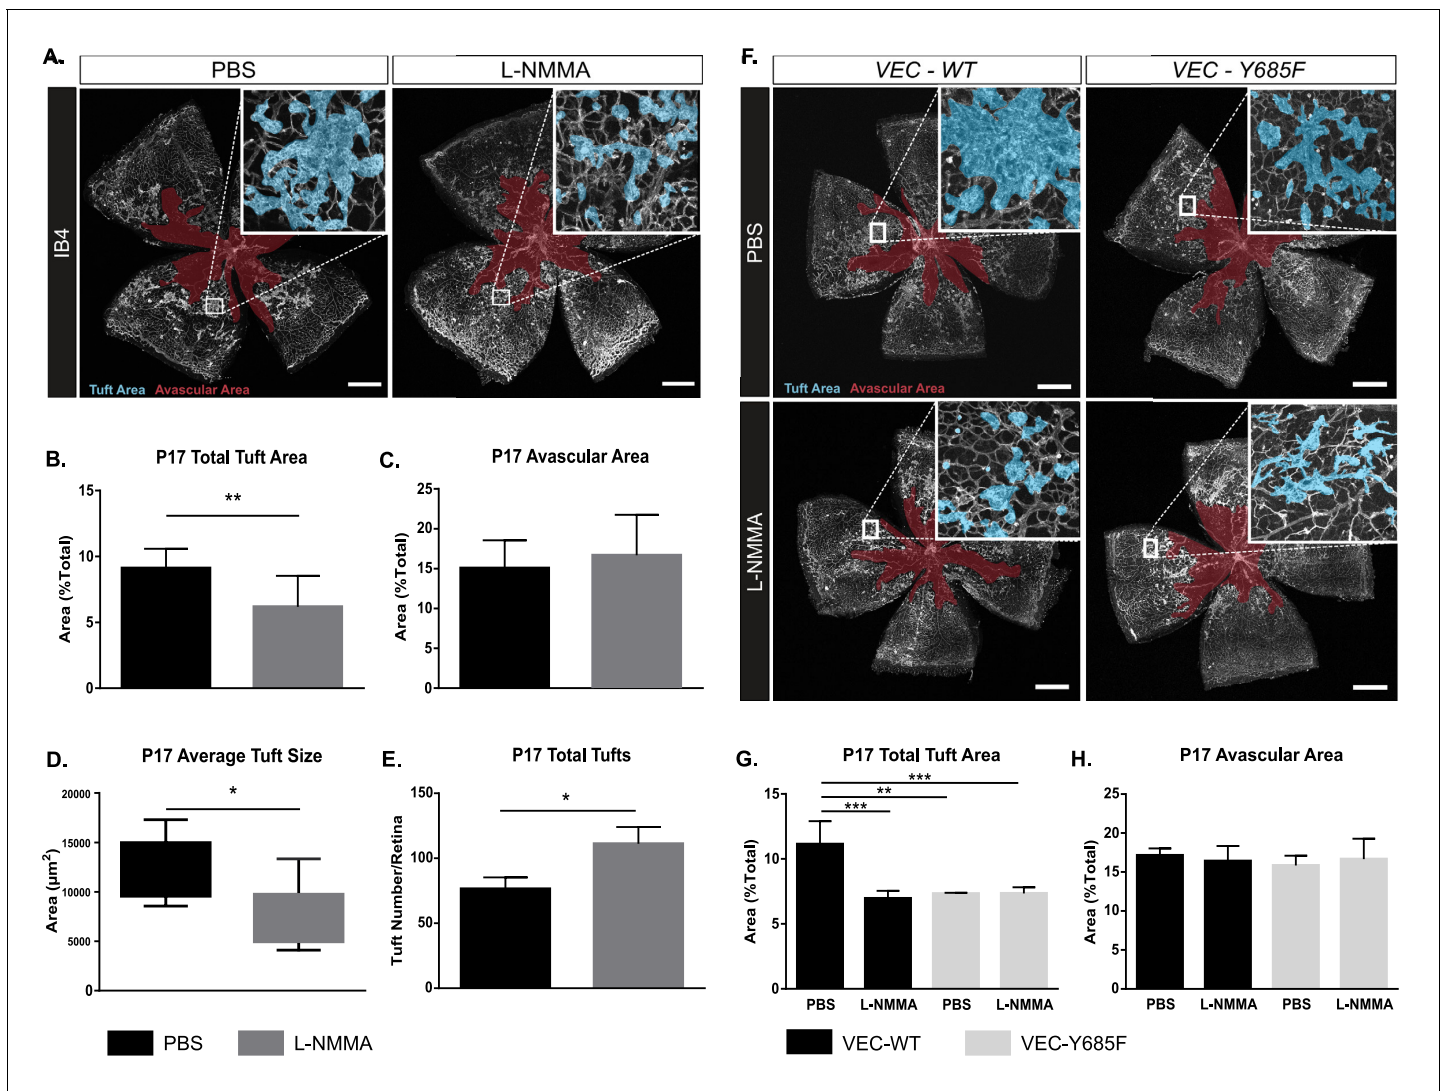 A.
PBS
L-NMMA
IB4
Tuft Area
Avascular Area
B.
P17 Total Tuft Area
Area (%Total)
15
10
5
0
**
C.
P17 Avascular Area
Area (%Total)
25
20
15
10
5
0
D.
P17 Average Tuft Size
Area (µm²)
20000
15000
10000
5000
0
*
E.
P17 Total Tufts
Tuft Number/Retina
150
100
50
0
*
PBS
L-NMMA
F.
VEC - WT
VEC - Y685F
PBS
Tuft Area
Avascular Area
L-NMMA
G.
P17 Total Tuft Area
Area (%Total)
15
10
5
0
***
**
***
PBS
L-NMMA
PBS
L-NMMA
H.
P17 Avascular Area
Area (%Total)
25
20
15
10
5
0
PBS
L-NMMA
PBS
L-NMMA
VEC-WT
VEC-Y685F